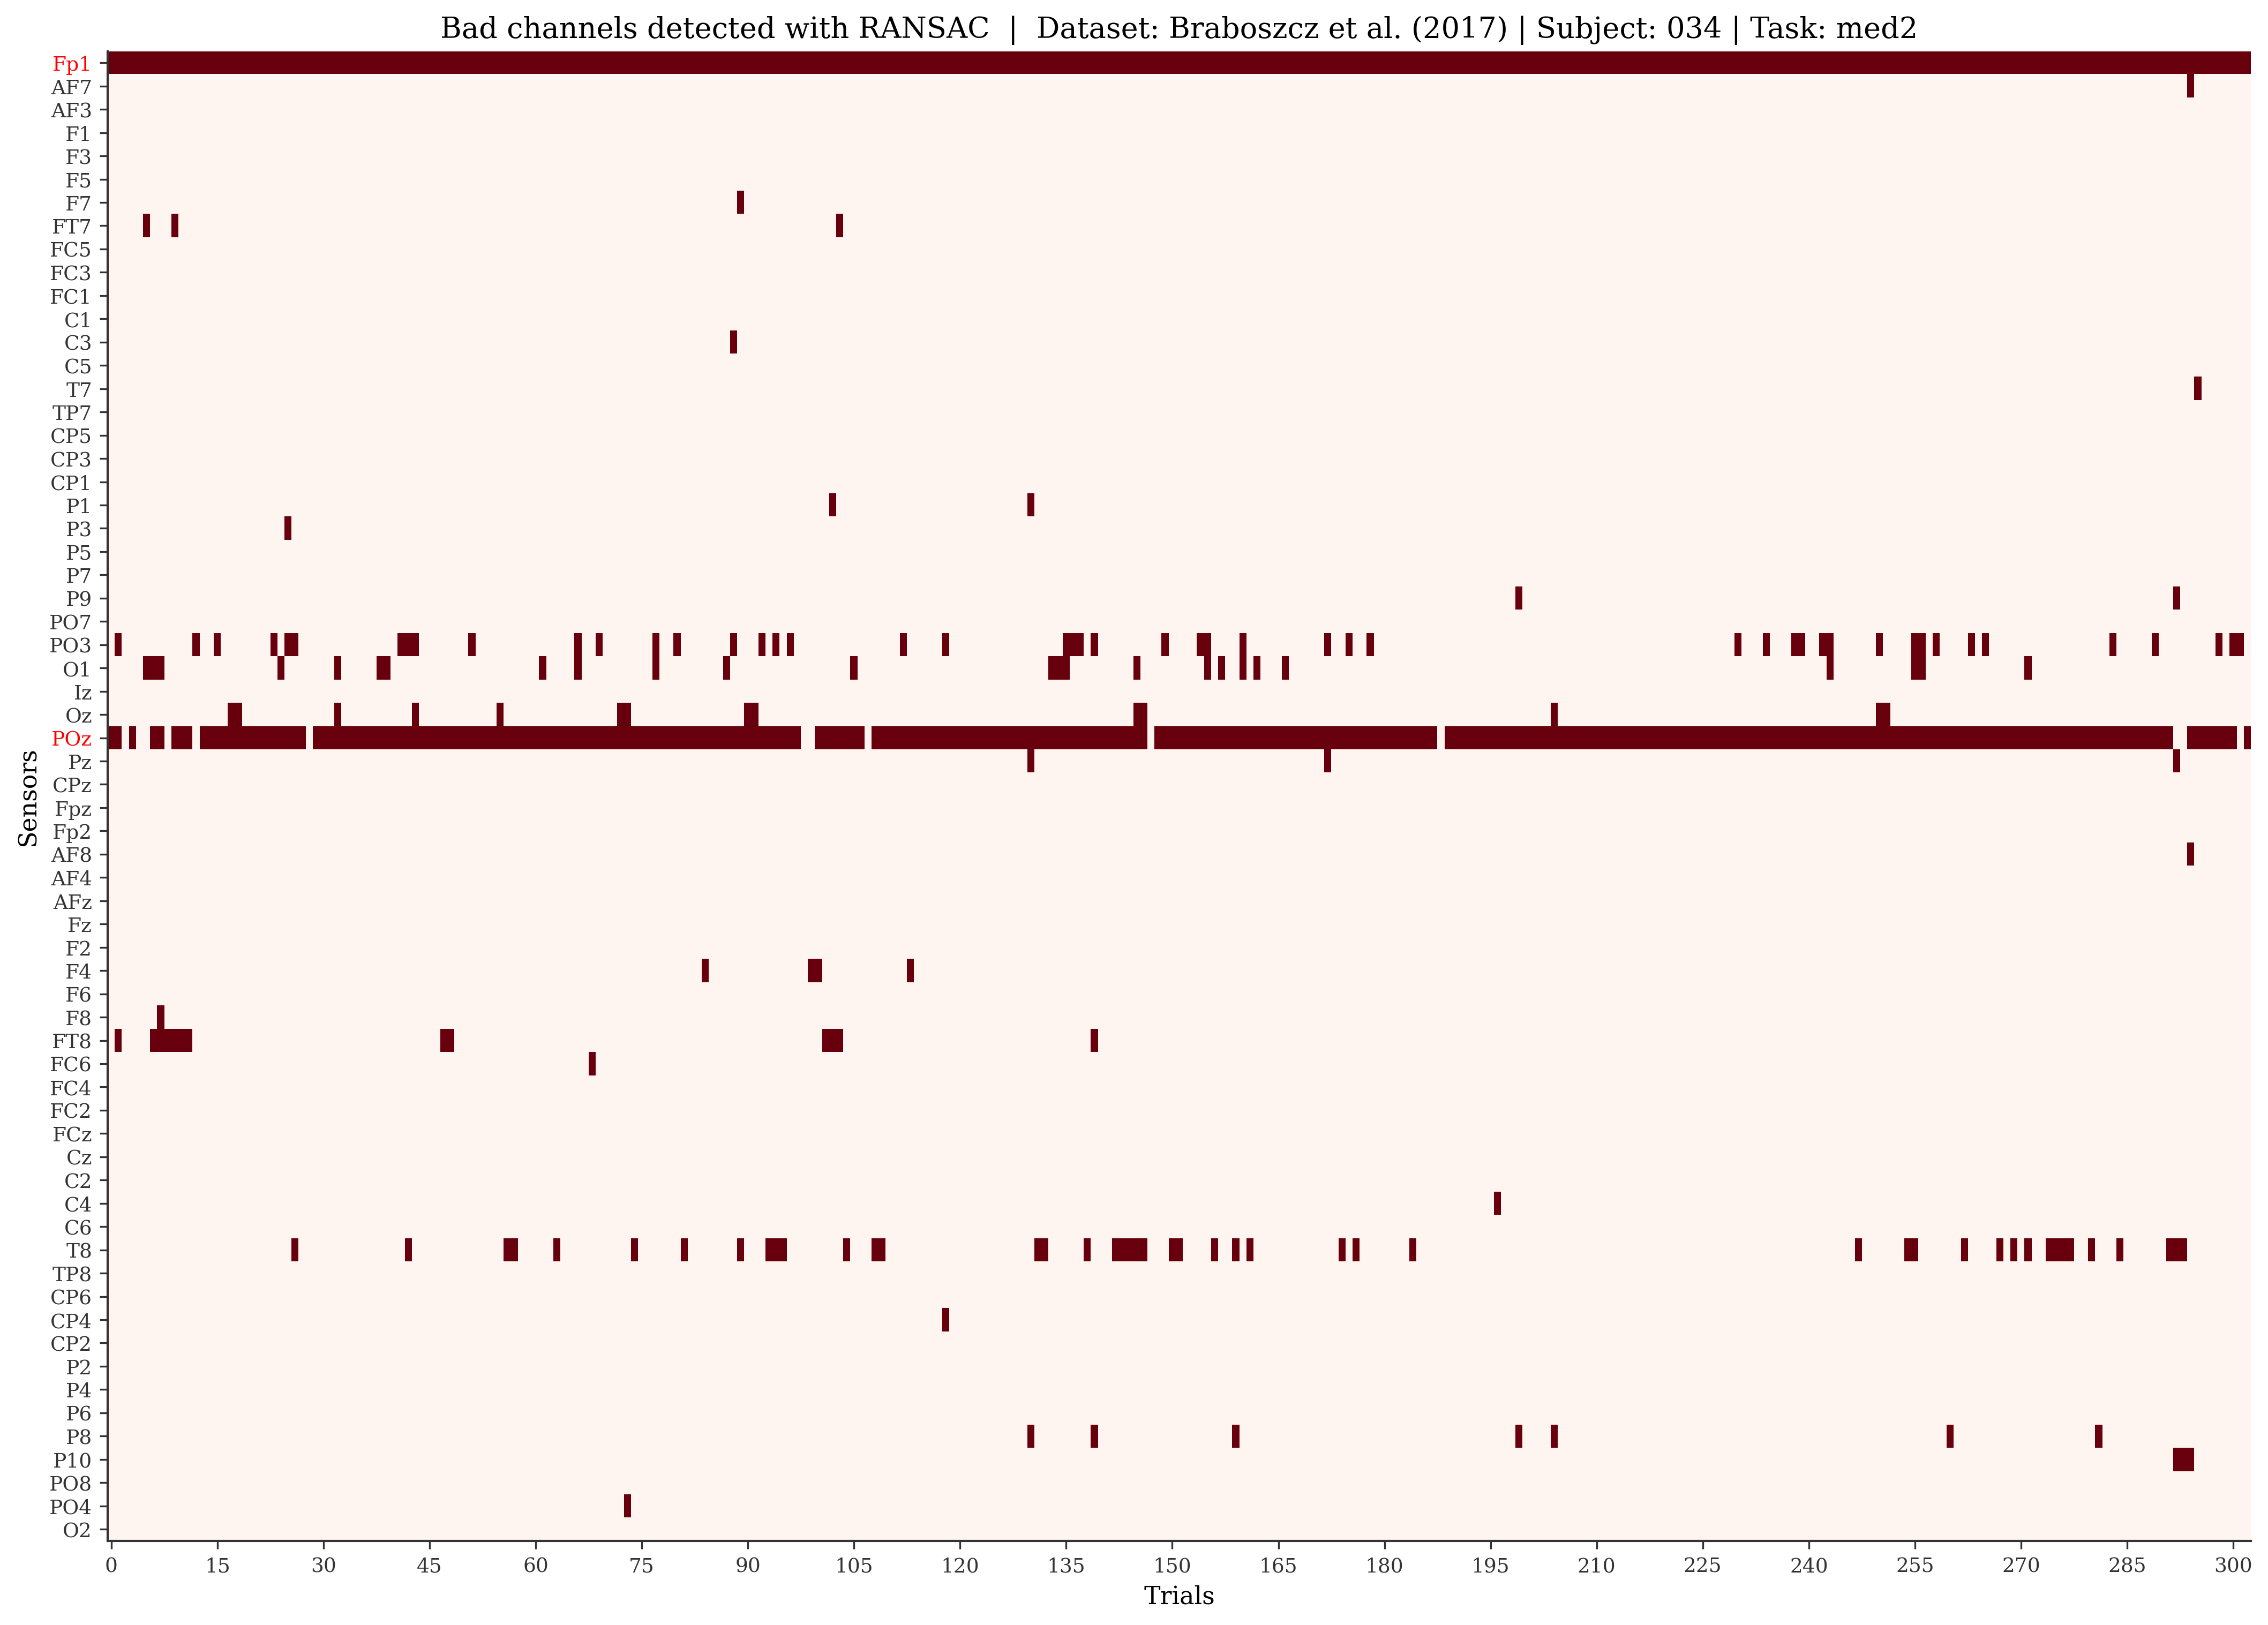 Bad channels detected with RANSAC | Dataset: Braboszcz et al. (2017) | Subject: 034 | Task: med2
Fp1
AF7
AF3
F1
F3
F5
F7
FT7
FC5
FC3
FC1
C1
C3
C5
T7
TP7
CP5
CP3
CP1
P1
P3
P5
P7
P9
PO7
PO3
O1
Iz
Oz
POz
Pz
CPz
Fpz
Fp2
AF8
AF4
AFz
Fz
F2
F4
F6
F8
FT8
FC6
FC4
FC2
FCz
Cz
C2
C4
C6
T8
TP8
CP6
CP4
CP2
P2
P4
P6
P8
P10
PO8
PO4
O2
Sensors
0 15 30 45 60 75 90 105 120 135 150 165 180 195 210 225 240 255 270 285 300
Trials